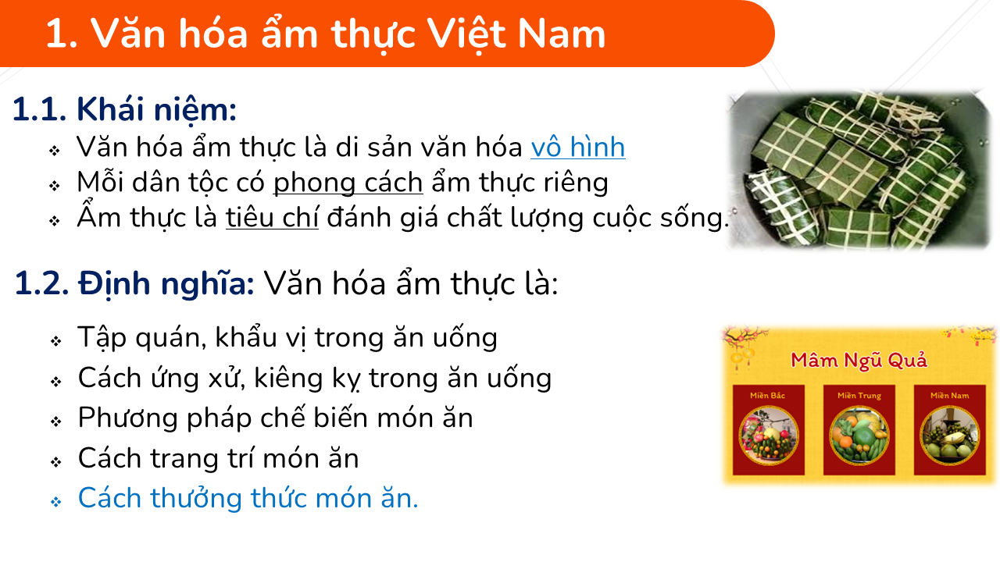 1. Văn hóa ẩm thực Việt Nam
1.1. Khái niệm:
❖ Văn hóa ẩm thực là di sản văn hóa vô hình
❖ Mỗi dân tộc có phong cách ẩm thực riêng
❖ Ẩm thực là tiêu chí đánh giá chất lượng cuộc sống.
1.2. Định nghĩa: Văn hóa ẩm thực là:
❖ Tập quán, khẩu vị trong ăn uống
❖ Cách ứng xử, kiêng kỵ trong ăn uống
❖ Phương pháp chế biến món ăn
❖ Cách trang trí món ăn
❖ Cách thưởng thức món ăn.
Mâm Ngũ Quả
Miền Bắc
Miền Trung
Miền Nam